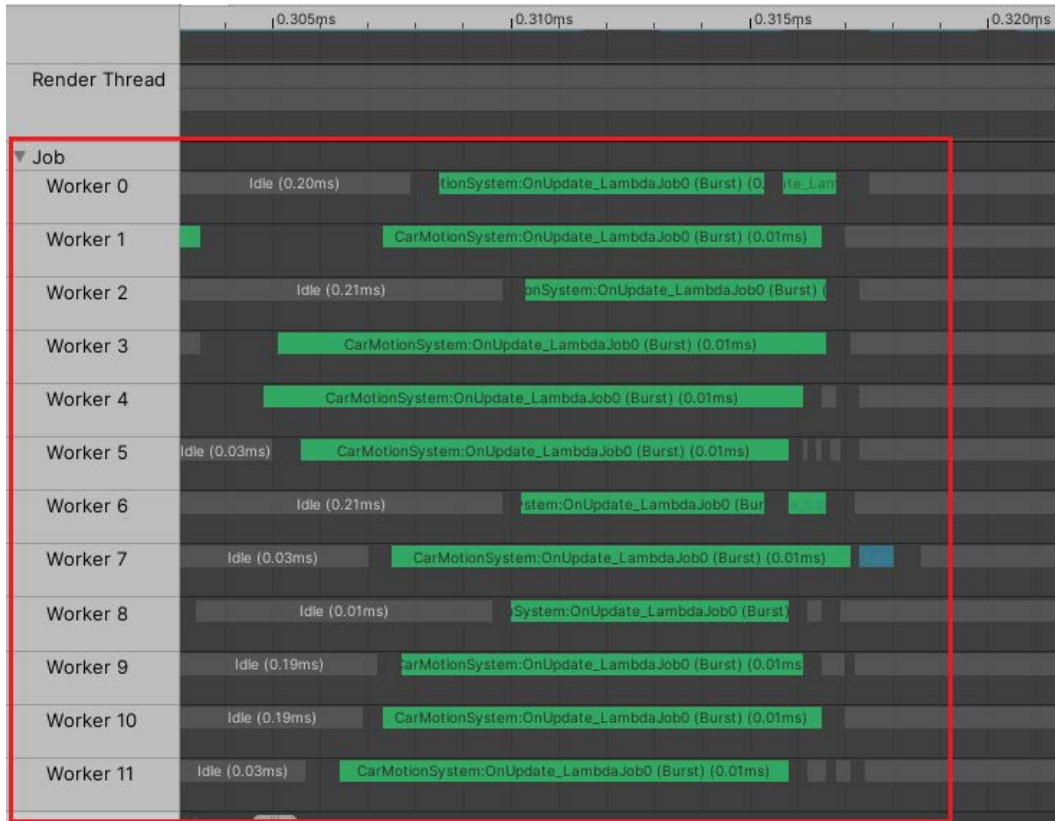 0.305ms 0.310ms 0.315ms 0.320ms
Render Thread
Job
Worker 0 Idle (0.20ms) tionSystem:OnUpdate_LambdaJob0 (Burst) (0. ate_Lam
Worker 1 CarMotionSystem:OnUpdate_LambdaJob0 (Burst) (0.01ms)
Worker 2 Idle (0.21ms) onSystem:OnUpdate_LambdaJob0 (Burst) (
Worker 3 CarMotionSystem:OnUpdate_LambdaJob0 (Burst) (0.01ms)
Worker 4 CarMotionSystem:OnUpdate_LambdaJob0 (Burst) (0.01ms)
Worker 5 Idle (0.03ms) CarMotionSystem:OnUpdate_LambdaJob0 (Burst) (0.01ms)
Worker 6 Idle (0.21ms) System:OnUpdate_LambdaJob0 (Bur
Worker 7 Idle (0.03ms) CarMotionSystem:OnUpdate_LambdaJob0 (Burst) (0.01ms)
Worker 8 Idle (0.01ms) System:OnUpdate_LambdaJob0 (Burst)
Worker 9 Idle (0.19ms) CarMotionSystem:OnUpdate_LambdaJob0 (Burst) (0.01ms
Worker 10 Idle (0.19ms) CarMotionSystem:OnUpdate_LambdaJob0 (Burst) (0.01ms)
Worker 11 Idle (0.03ms) CarMotionSystem:OnUpdate_LambdaJob0 (Burst) (0.01ms)